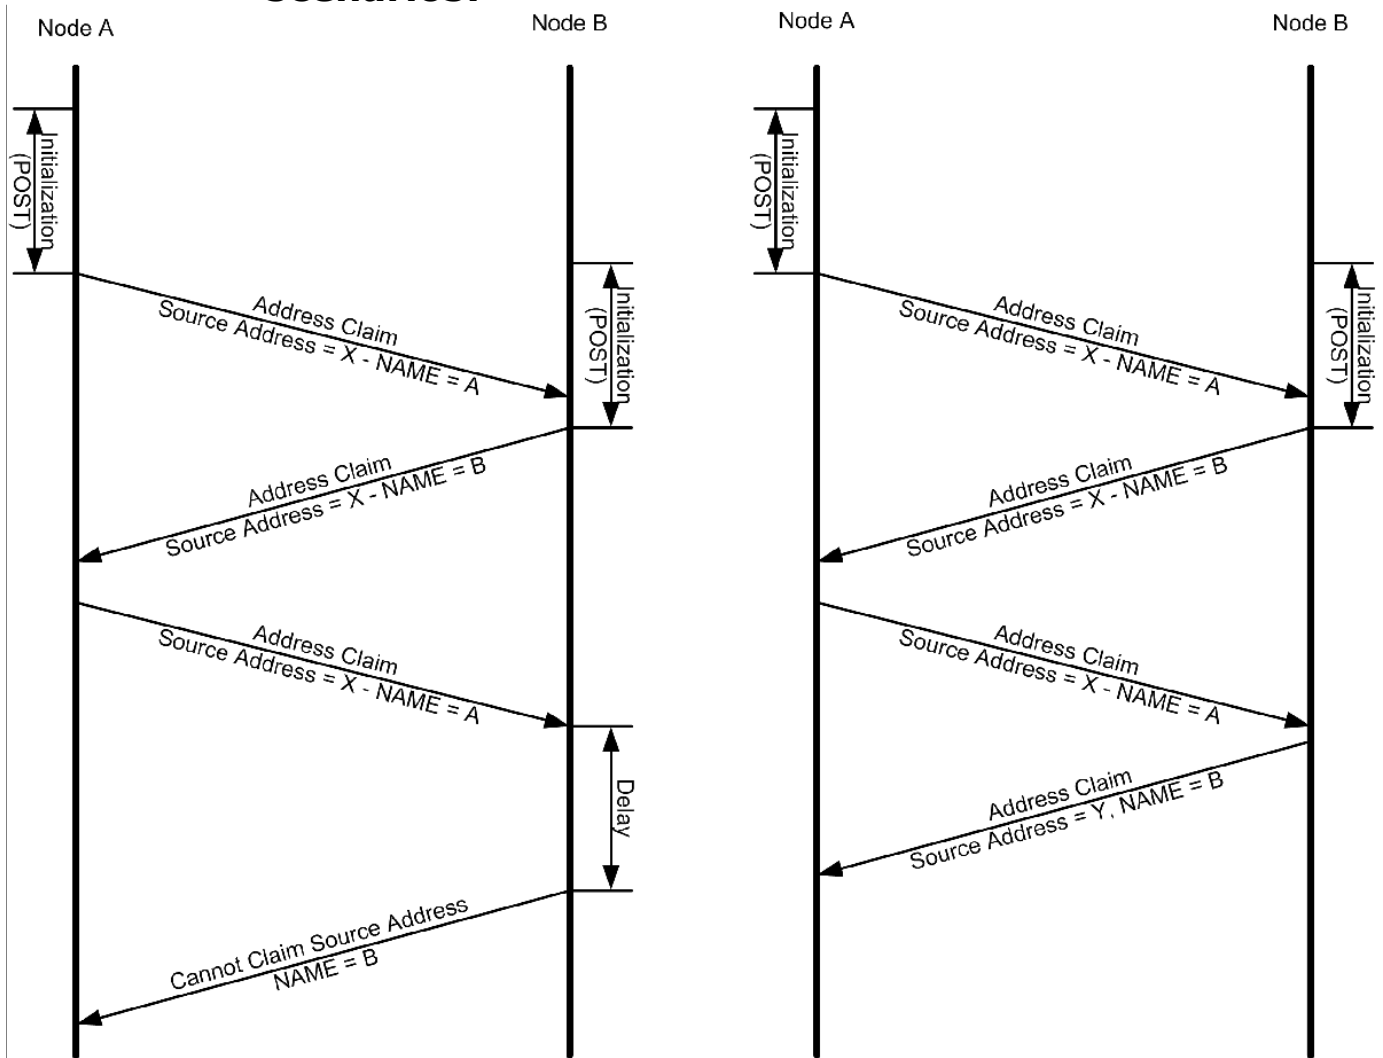 Node A
Node B
Initialization
(POST)
Initialization
(POST)
Address Claim
Source Address = X - NAME = A
Address Claim
Source Address = X - NAME = B
Address Claim
Source Address = X - NAME = A
Delay
Cannot Claim Source Address
NAME = B
Node A
Node B
Initialization
(POST)
Initialization
(POST)
Address Claim
Source Address = X - NAME = A
Address Claim
Source Address = X - NAME = B
Address Claim
Source Address = X - NAME = A
Address Claim
Source Address = Y, NAME = B